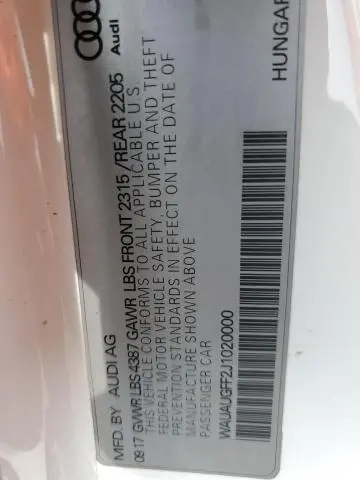 Audi
HUNGAR
MFD. BY AUDI AG
09.17 GVWR LBS 4387 GAWR LBS FRONT 2315 /REAR 2205
THIS VEHICLE CONFORMS TO ALL APPLICABLE U.S.
FEDERAL MOTOR VEHICLE SAFETY, BUMPER AND THEFT
PREVENTION STANDARDS IN EFFECT ON THE DATE OF
MANUFACTURE SHOWN ABOVE
PASSENGER CAR
WAUAUGFF2J1020000